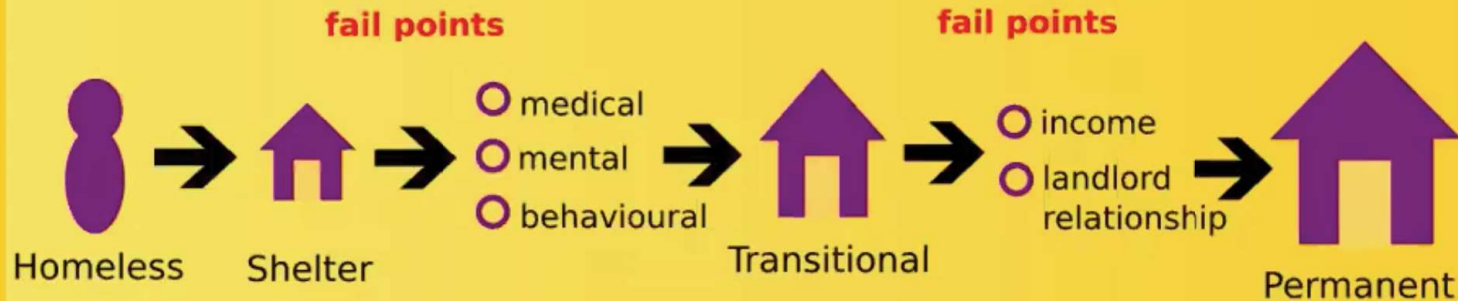 fail points
fail points
medical
mental
behavioural
income
landlord
relationship
Homeless
Shelter
Transitional
Permanent